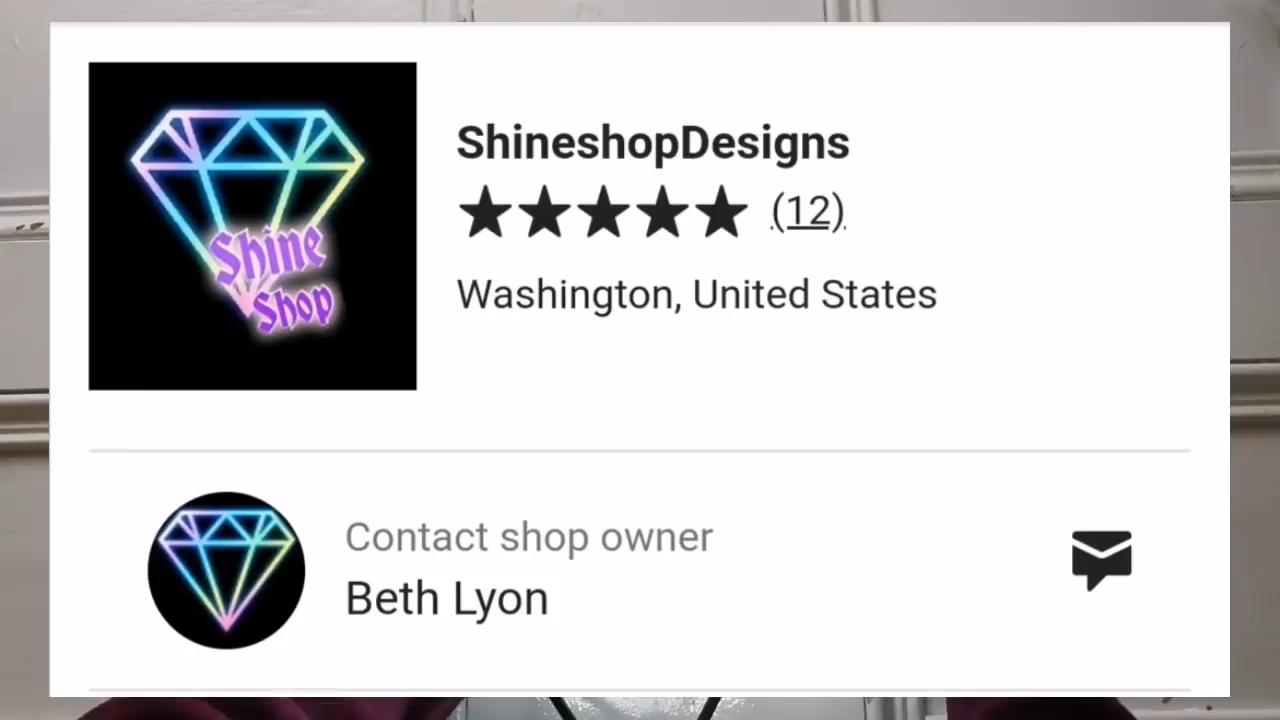 Shine
Shop
ShineshopDesigns
(12)
Washington, United States
Contact shop owner
Beth Lyon